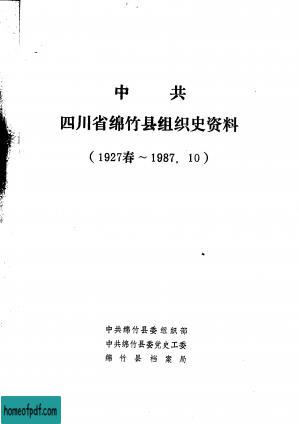 中共
四川省绵竹县组织史资料
（1927春～1987．10）
中共绵竹县委组织部
中共绵竹县委党史工委
绵竹县档案局
homeofpdf.com